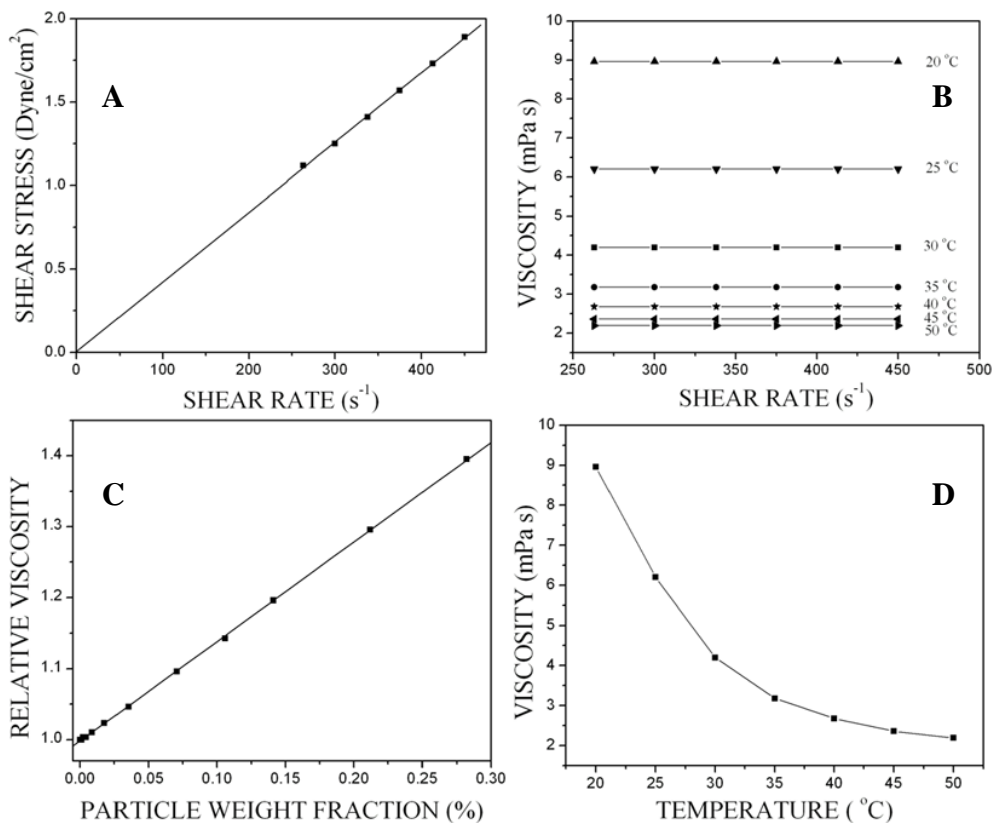 A
SHEAR STRESS (Dyne/cm²)
2.0
1.5
1.0
0.5
0.0
0 100 200 300 400
SHEAR RATE (s⁻¹)
B
VISCOSITY (mPa s)
10
9
8
7
6
5
4
3
2
20 °C
25 °C
30 °C
35 °C
40 °C
45 °C
50 °C
250 300 350 400 450 500
SHEAR RATE (s⁻¹)
C
RELATIVE VISCOSITY
1.4
1.3
1.2
1.1
1.0
0.00 0.05 0.10 0.15 0.20 0.25 0.30
PARTICLE WEIGHT FRACTION (%)
D
VISCOSITY (mPa s)
10
9
8
7
6
5
4
3
2
20 25 30 35 40 45 50
TEMPERATURE ( °C)